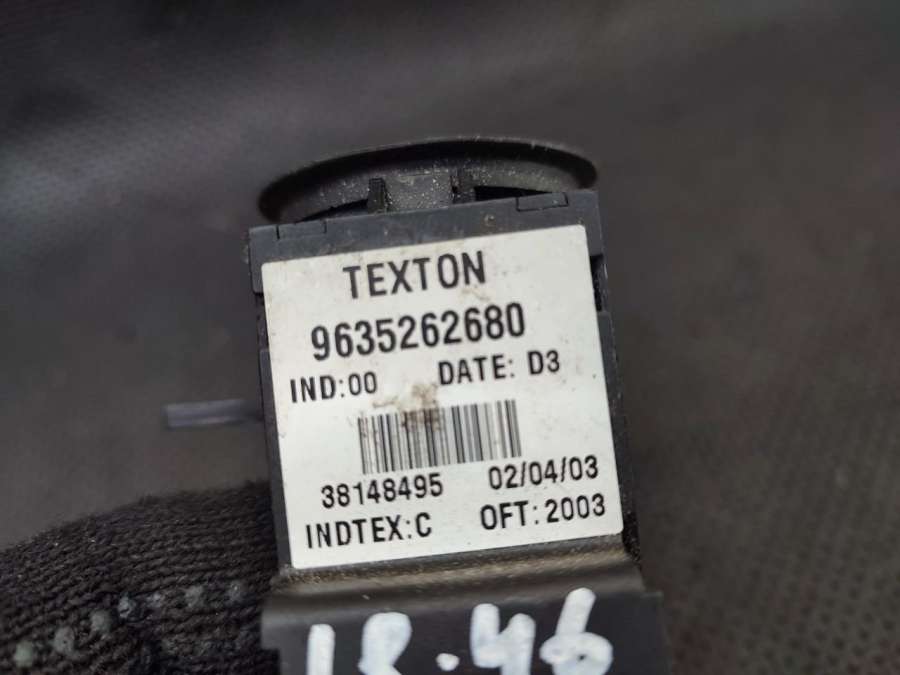 TEXTON
9635262680
IND:00 DATE: D3
38148495 02/04/03
INDTEX:C OFT:2003
18.46